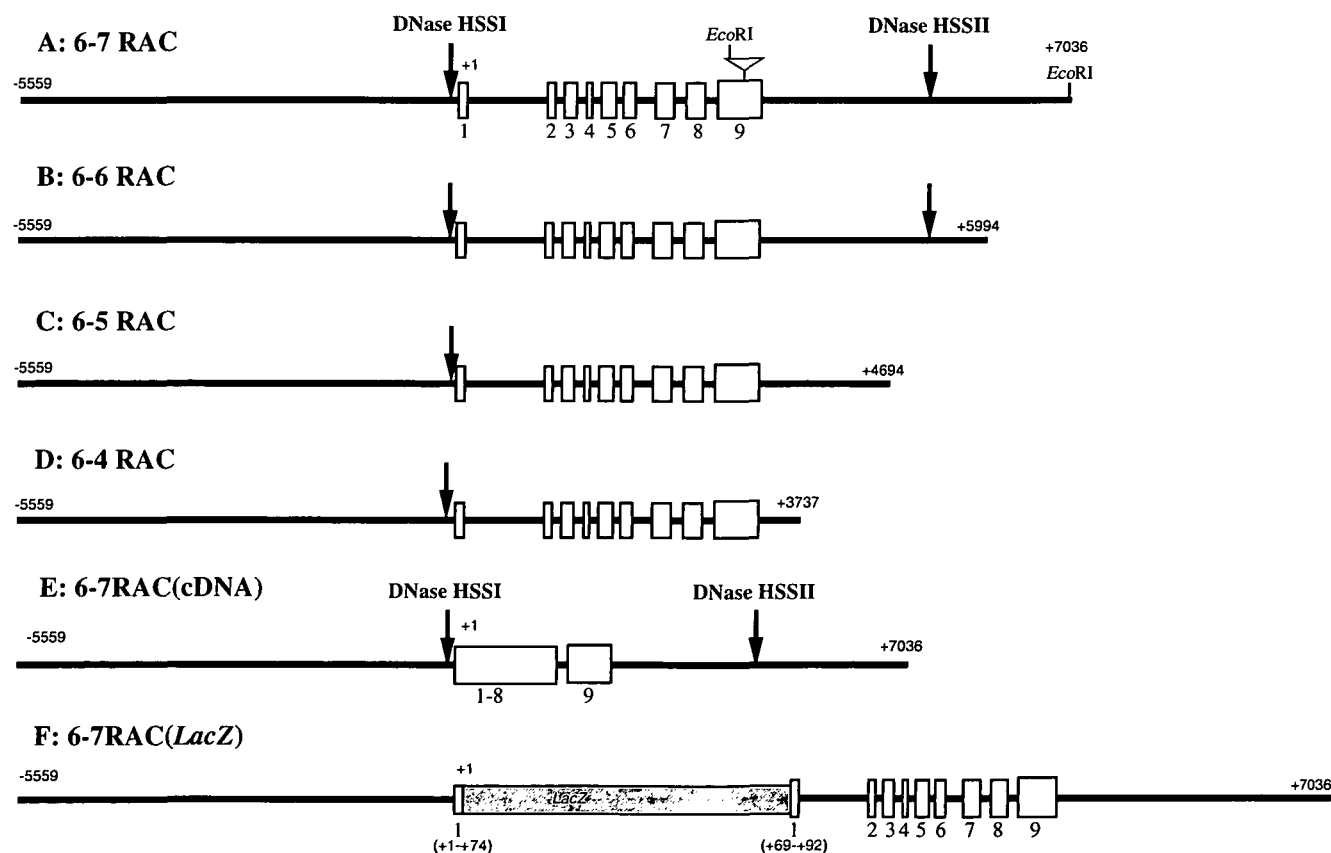 A: 6-7 RAC
DNase HSSI
EcoRI
DNase HSSII
+7036
EcoRI
-5559
+1
1 2 3 4 5 6 7 8 9
B: 6-6 RAC
-5559
+5994
C: 6-5 RAC
-5559
+4694
D: 6-4 RAC
-5559
+3737
E: 6-7RAC(cDNA)
DNase HSSI
DNase HSSII
-5559
+1
+7036
1-8 9
F: 6-7RAC(LacZ)
-5559
+1
+7036
LacZ
1 1 2 3 4 5 6 7 8 9
(+1-+74) (+69-+92)